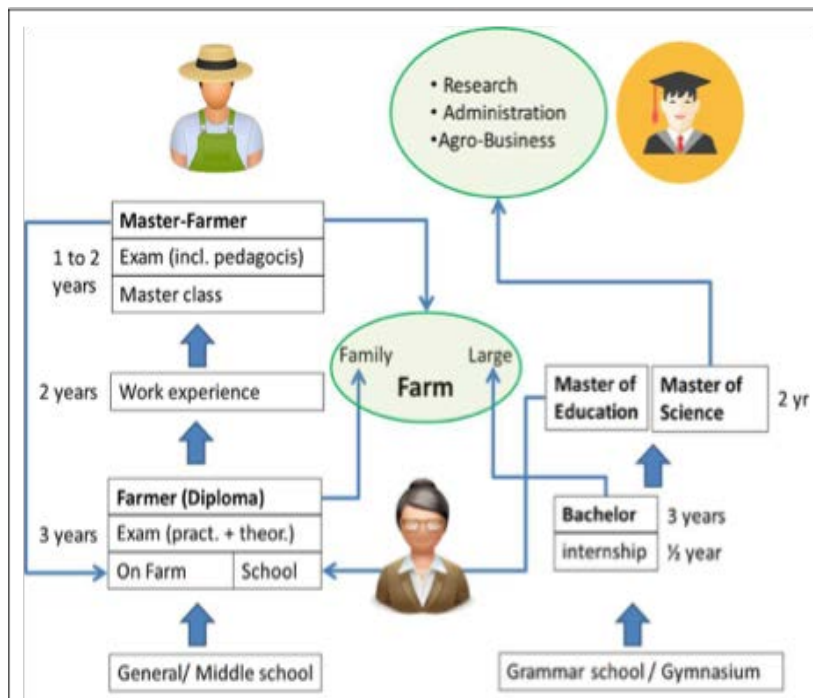 • Research
• Administration
•Agro-Business
Master-Farmer
1 to 2
years
Exam (incl. pedagocis)
Master class
Family
Large
Farm
2 years
Work experience
Master of
Education
Master of
Science
2 yr
Farmer (Diploma)
3 years
Exam (pract. + theor.)
On Farm
School
Bachelor
3 years
internship
½ year
General/ Middle school
Grammar school / Gymnasium